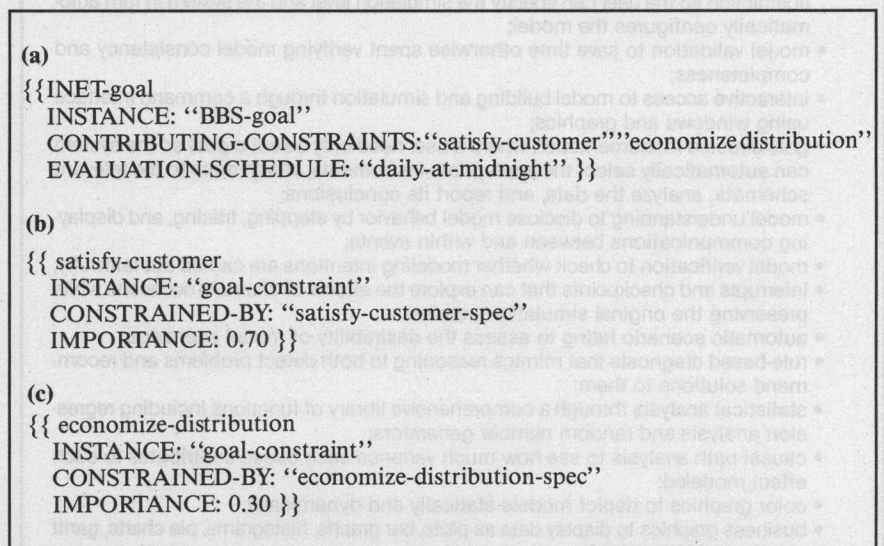 (a)
{{INET-goal
INSTANCE: “BBS-goal”
CONTRIBUTING-CONSTRAINTS:“satisfy-customer”“economize distribution”
EVALUATION-SCHEDULE: “daily-at-midnight” }}
(b)
{{ satisfy-customer
INSTANCE: “goal-constraint”
CONSTRAINED-BY: “satisfy-customer-spec”
IMPORTANCE: 0.70 }}
(c)
{{ economize-distribution
INSTANCE: “goal-constraint”
CONSTRAINED-BY: “economize-distribution-spec”
IMPORTANCE: 0.30 }}